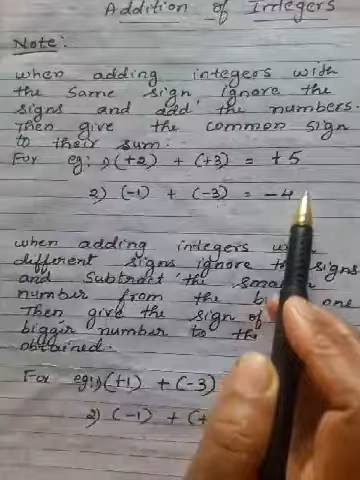 Addition of Integers
Note:
when adding integers with
the same sign ignore the
signs and add the numbers.
Then give the common sign
to their sum.
For eg: 1) (+2) + (+3) = +5
2) (-1) + (-3) = -4
when adding integers
different signs ignore signs
and subtract the
number from the one
Then give the sign of
bigger number to the
obtained.
For eg: 1) (+1) + (-3)
2) (-1) + (+